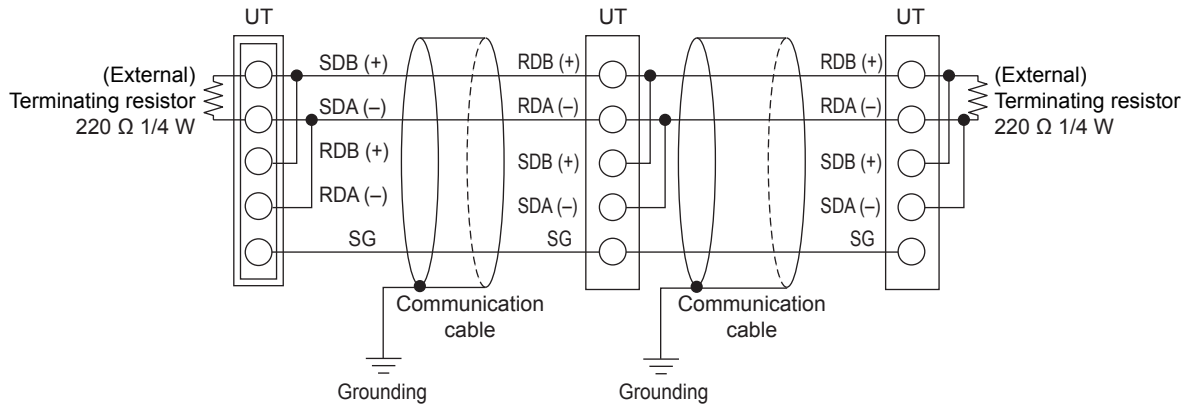 UT
UT
UT
(External)
Terminating resistor
220 Ω 1/4 W
SDB (+)
SDA (–)
RDB (+)
RDA (–)
SG
RDB (+)
RDA (–)
SDB (+)
SDA (–)
SG
RDB (+)
RDA (–)
SDB (+)
SDA (–)
SG
(External)
Terminating resistor
220 Ω 1/4 W
Communication
cable
Communication
cable
Grounding
Grounding